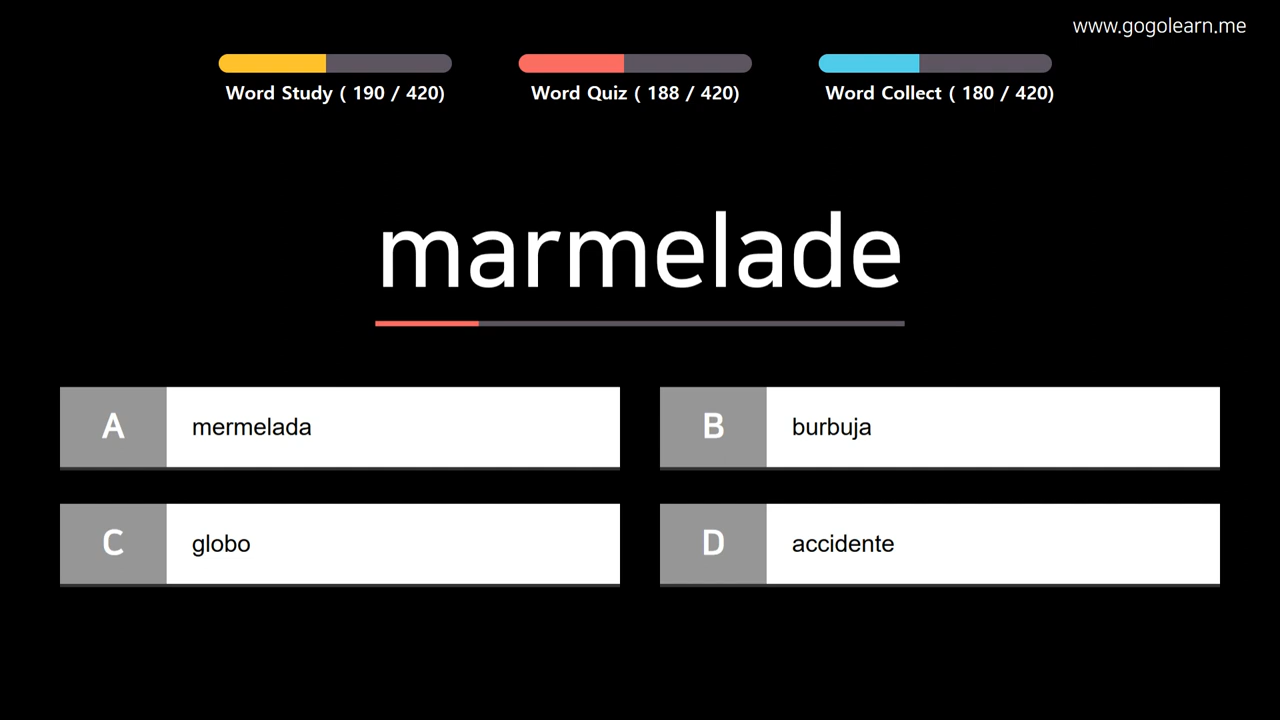 www.gogolearn.me
Word Study ( 190 / 420)
Word Quiz ( 188 / 420)
Word Collect ( 180 / 420)
marmelade
A mermelada
B burbuja
C globo
D accidente